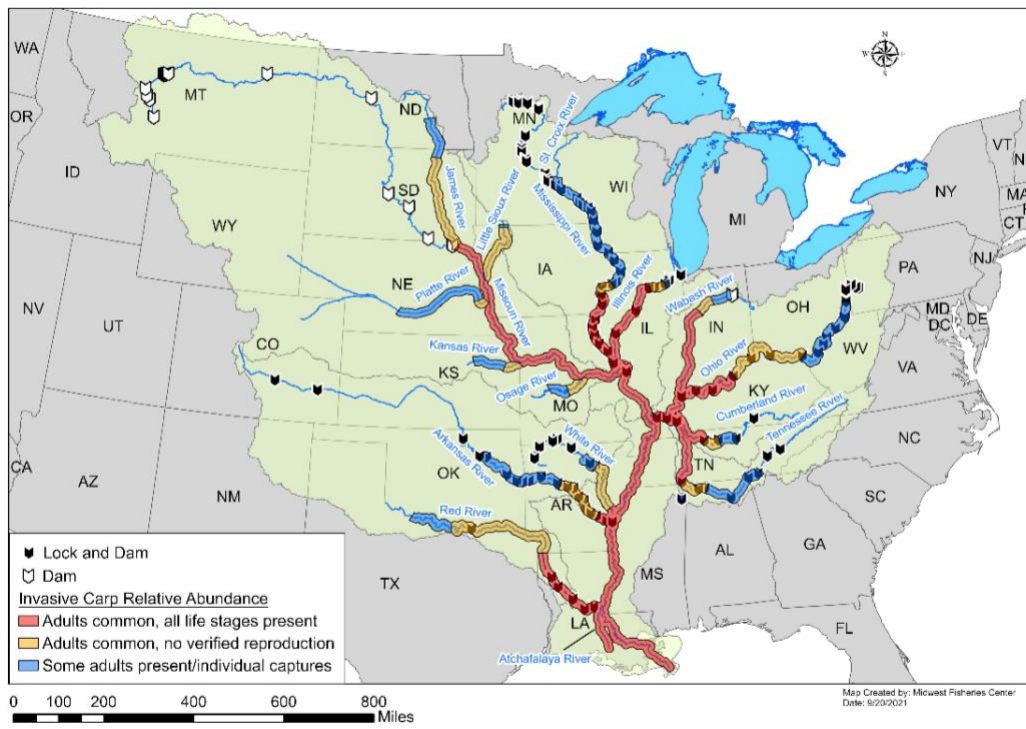 WA
MT
ND
MN
OR
ID
SD
WI
St. Croix River
Mississippi River
James River
Little Sioux River
MI
NY
VT
MA
CT
WY
NE
IA
Platte River
Missouri River
Illinois River
Wabash River
PA
NJ
OH
NV
UT
CO
IL
IN
MD
DC
DE
WV
VA
Ohio River
Kansas River
KS
Osage River
MO
KY
Cumberland River
Tennessee River
CA
AZ
NM
OK
Arkansas River
White River
TN
NC
AR
SC
Red River
TX
MS
AL
GA
LA
FL
Atchafalaya River
Lock and Dam
Dam
Invasive Carp Relative Abundance
Adults common, all life stages present
Adults common, no verified reproduction
Some adults present/individual captures
0 100 200 400 600 800
Miles
Map Created by: Midwest Fisheries Center
Date: 9/20/2021